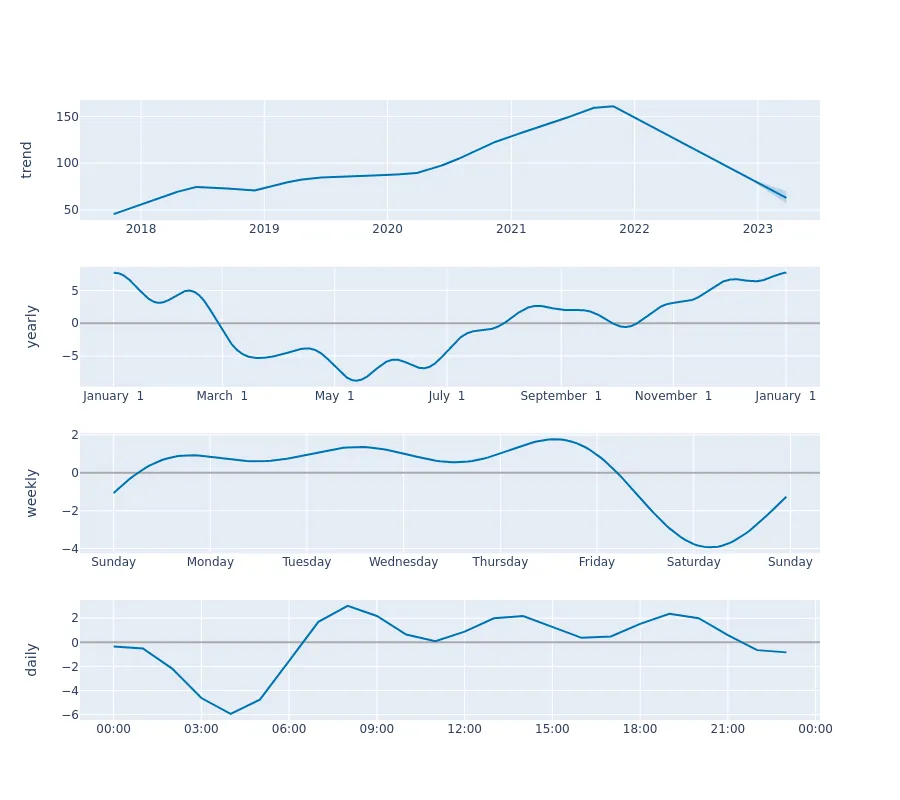 trend
150
100
50
2018 2019 2020 2021 2022 2023
yearly
5
0
−5
January 1 March 1 May 1 July 1 September 1 November 1 January 1
weekly
2
0
−2
−4
Sunday Monday Tuesday Wednesday Thursday Friday Saturday Sunday
daily
2
0
−2
−4
−6
00:00 03:00 06:00 09:00 12:00 15:00 18:00 21:00 00:00